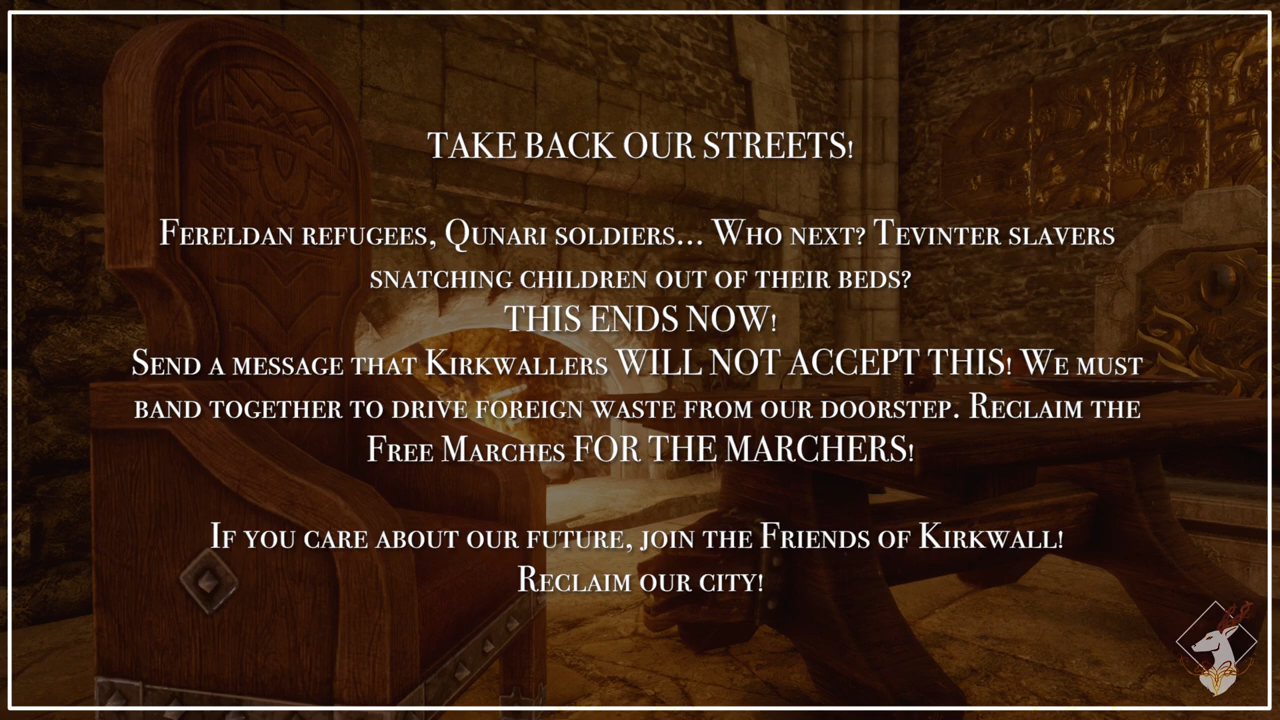 TAKE BACK OUR STREETS!
Fereldan refugees, Qunari soldiers... Who next? Tevinter slavers
snatching children out of their beds?
THIS ENDS NOW!
Send a message that Kirkwallers WILL NOT ACCEPT THIS! We must
band together to drive foreign waste from our doorstep. Reclaim the
Free Marches FOR THE MARCHERS!
If you care about our future, join the Friends of Kirkwall!
Reclaim our city!